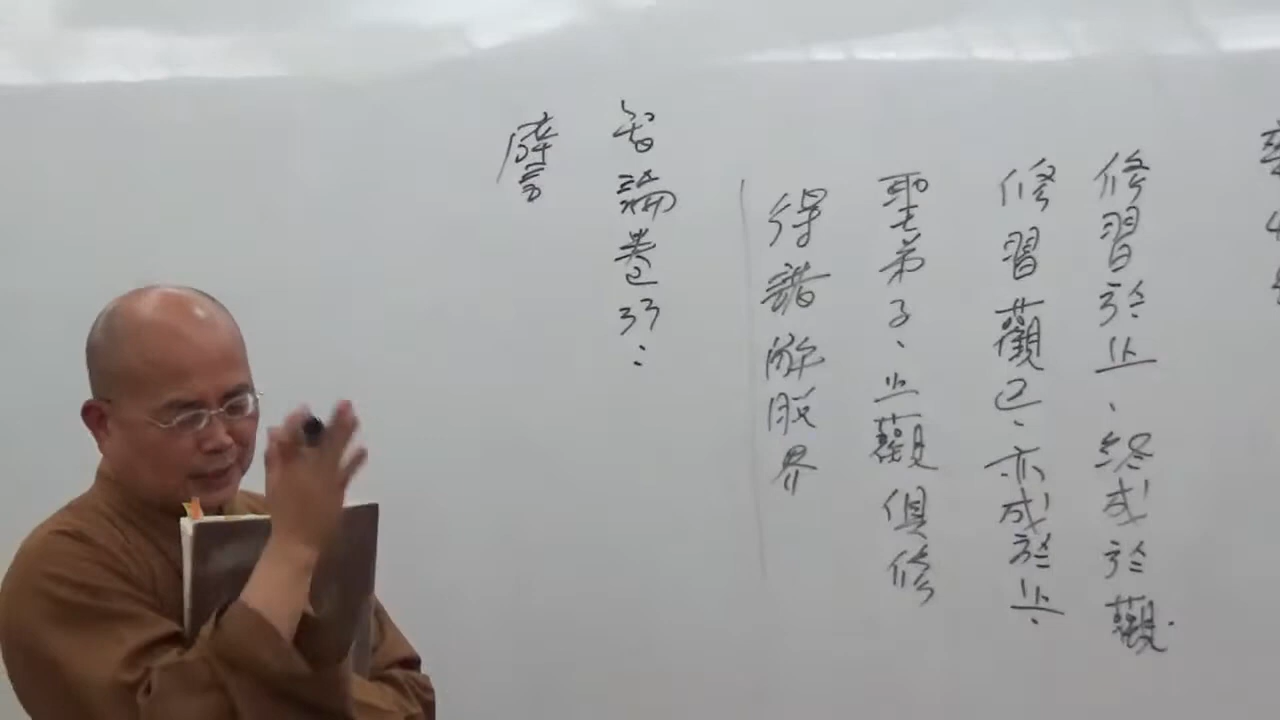 修習於止、終成於觀.
修習觀已、亦成於止.
聖弟子、止觀俱修
得諸解脫界
智論卷33:
譬